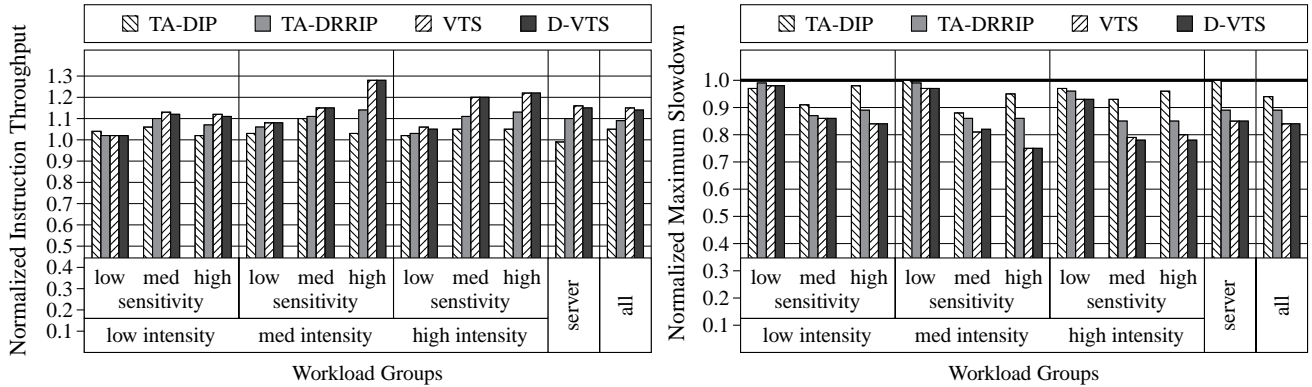 TA-DIP TA-DRRIP VTS D-VTS
Normalized Instruction Throughput
1.3
1.2
1.1
1.0
0.9
0.8
0.7
0.6
0.5
0.4
0.3
0.2
0.1
low med high low med high low med high
sensitivity sensitivity sensitivity
low intensity med intensity high intensity
server
all
Workload Groups
TA-DIP TA-DRRIP VTS D-VTS
Normalized Maximum Slowdown
1.0
0.9
0.8
0.7
0.6
0.5
0.4
0.3
0.2
0.1
low med high low med high low med high
sensitivity sensitivity sensitivity
low intensity med intensity high intensity
server
all
Workload Groups